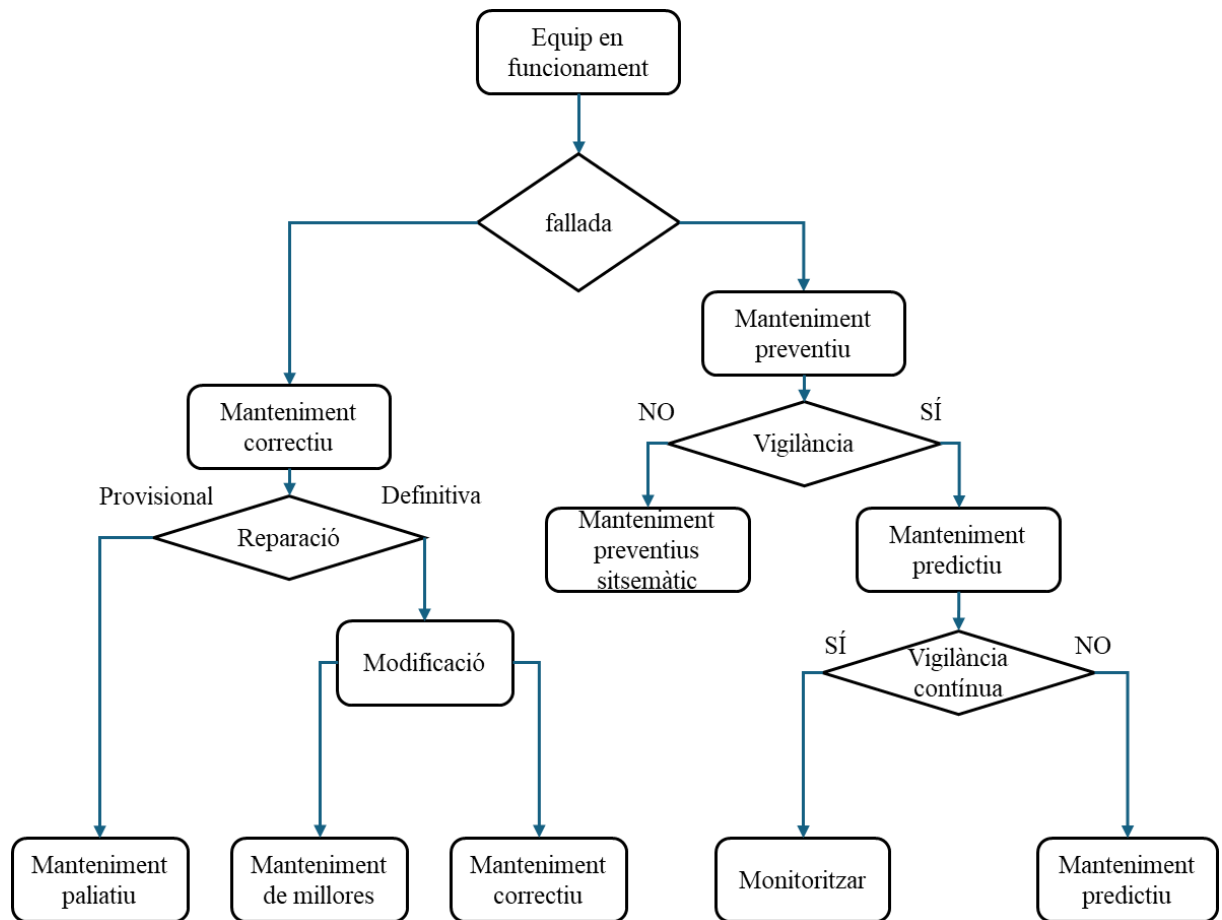 Equip en
funcionament
fallada
Manteniment
preventiu
Manteniment
correctiu
NO
SÍ
Vigilància
Provisional
Definitiva
Reparació
Manteniment
preventius
sitsemàtic
Manteniment
predictiu
Modificació
SÍ
NO
Vigilància
contínua
Manteniment
paliatiu
Manteniment
de millores
Manteniment
correctiu
Monitoritzar
Manteniment
predictiu